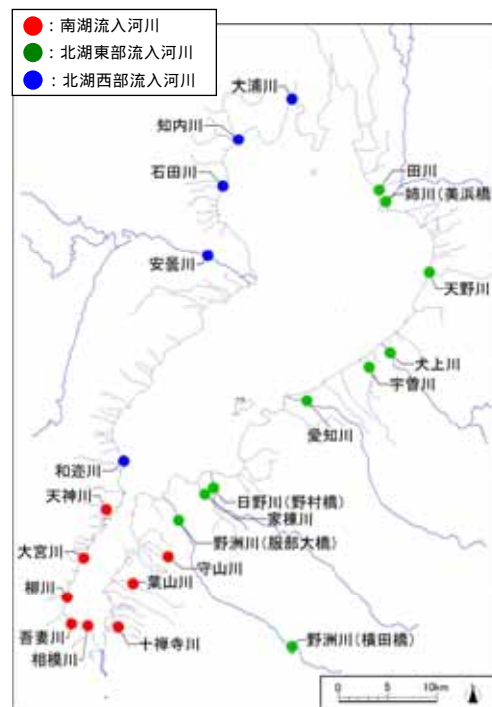 ●：南湖流入河川
●：北湖東部流入河川
●：北湖西部流入河川
大浦川
知内川
石田川
田川
姉川(美浜橋)
安曇川
天野川
犬上川
宇曽川
愛知川
和迩川
天神川
日野川(野村橋)
家棟川
野洲川(服部大橋)
大宮川
守山川
葉山川
柳川
吾妻川
相模川
十禅寺川
野洲川(横田橋)
0 5 10km